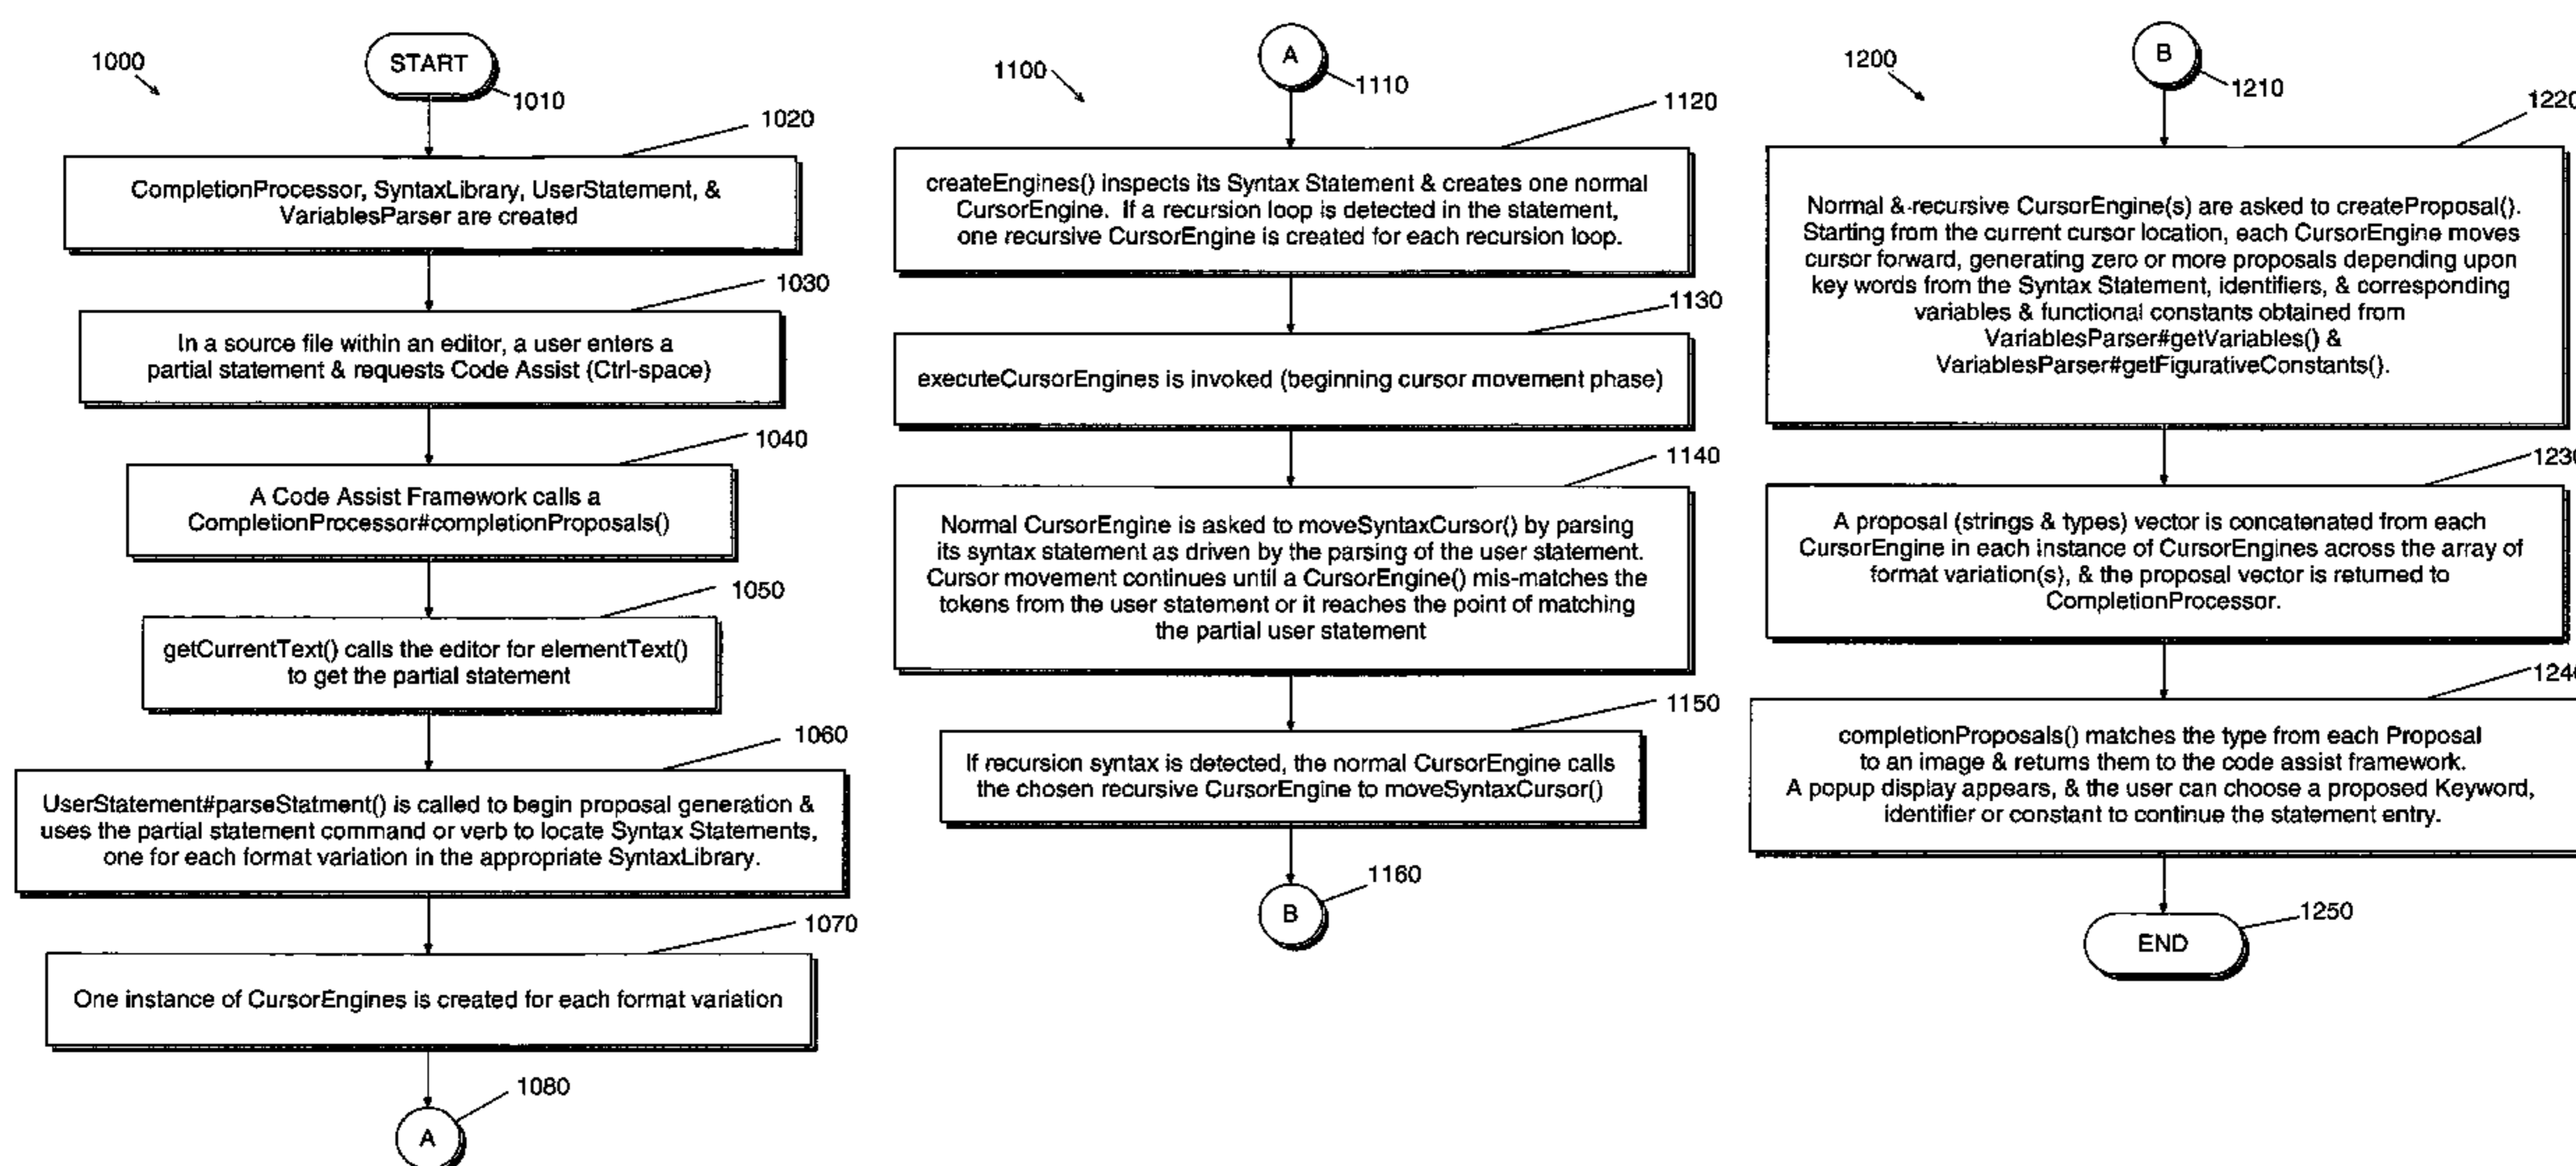 1000
START
1010
1020
CompletionProcessor, SyntaxLibrary, UserStatement, &
VariablesParser are created
1030
In a source file within an editor, a user enters a
partial statement & requests Code Assist (Ctrl-space)
1040
A Code Assist Framework calls a
CompletionProcessor#completionProposals()
1050
getCurrentText() calls the editor for elementText()
to get the partial statement
1060
UserStatement#parseStatment() is called to begin proposal generation &
uses the partial statement command or verb to locate Syntax Statements,
one for each format variation in the appropriate SyntaxLibrary.
1070
One instance of CursorEngines is created for each format variation
1080
A
1100
A
1110
1120
createEngines() inspects its Syntax Statement & creates one normal
CursorEngine. If a recursion loop is detected in the statement,
one recursive CursorEngine is created for each recursion loop.
1130
executeCursorEngines is invoked (beginning cursor movement phase)
1140
Normal CursorEngine is asked to moveSyntaxCursor() by parsing
its syntax statement as driven by the parsing of the user statement.
Cursor movement continues until a CursorEngine() mis-matches the
tokens from the user statement or it reaches the point of matching
the partial user statement
1150
If recursion syntax is detected, the normal CursorEngine calls
the chosen recursive CursorEngine to moveSyntaxCursor()
1160
B
1200
B
1210
1220
Normal & recursive CursorEngine(s) are asked to createProposal().
Starting from the current cursor location, each CursorEngine moves
cursor forward, generating zero or more proposals depending upon
key words from the Syntax Statement, identifiers, & corresponding
variables & functional constants obtained from
VariablesParser#getVariables() &
VariablesParser#getFigurativeConstants().
1230
A proposal (strings & types) vector is concatenated from each
CursorEngine in each instance of CursorEngines across the array of
format variation(s), & the proposal vector is returned to
CompletionProcessor.
1240
completionProposals() matches the type from each Proposal
to an image & returns them to the code assist framework.
A popup display appears, & the user can choose a proposed Keyword,
identifier or constant to continue the statement entry.
1250
END